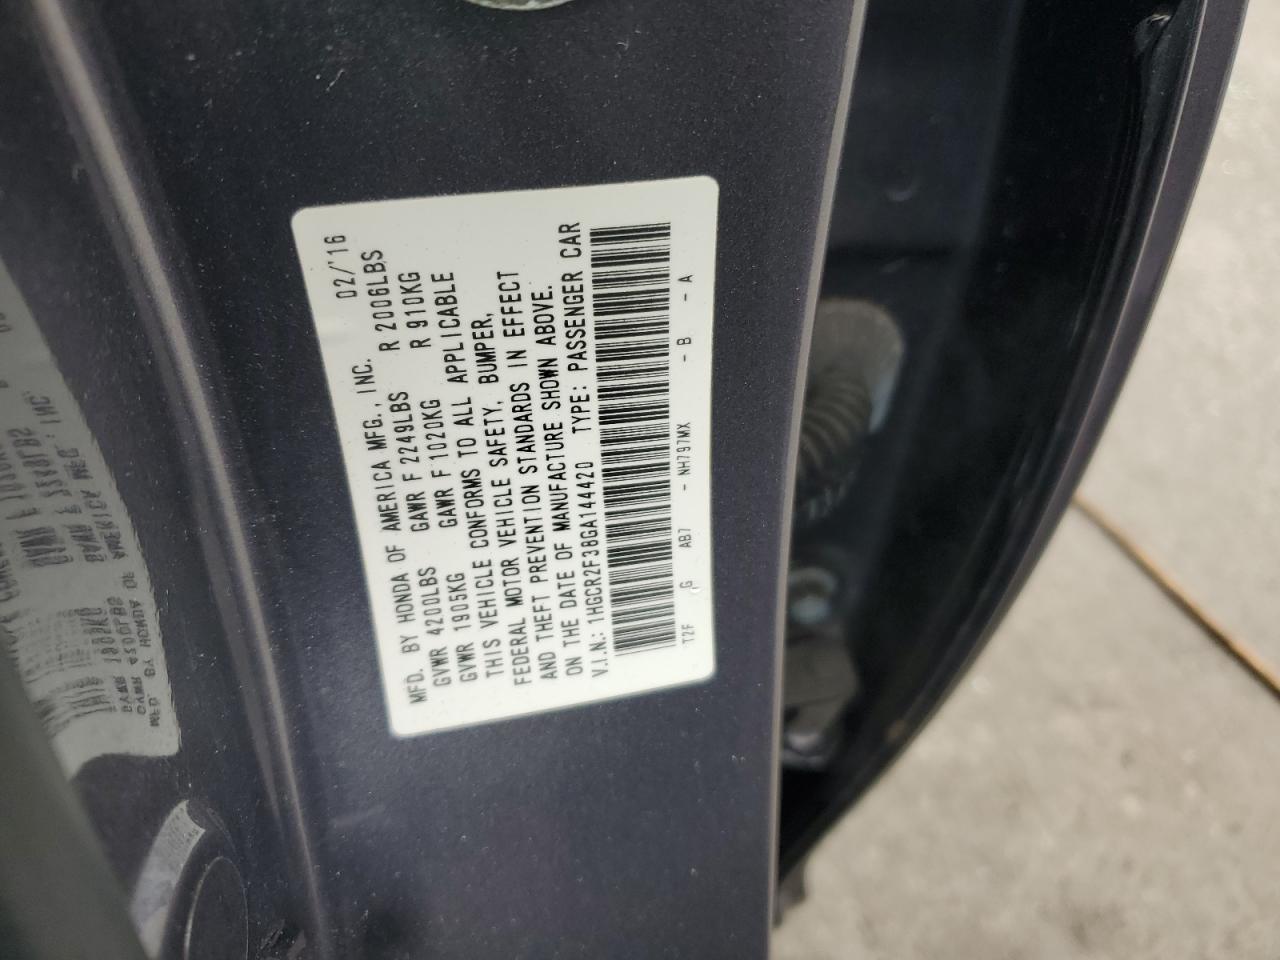 MFD. BY HONDA OF AMERICA MFG., INC. 02/'16
GVWR 4200LBS GAWR F 2249LBS R 2006LBS
GVWR 1905KG GAWR F 1020KG R 910KG
THIS VEHICLE CONFORMS TO ALL APPLICABLE
FEDERAL MOTOR VEHICLE SAFETY, BUMPER,
AND THEFT PREVENTION STANDARDS IN EFFECT
ON THE DATE OF MANUFACTURE SHOWN ABOVE.
V.I.N.: 1HGCR2F38GA144420 TYPE: PASSENGER CAR
T2F G AB7 - NH797MX - B - A